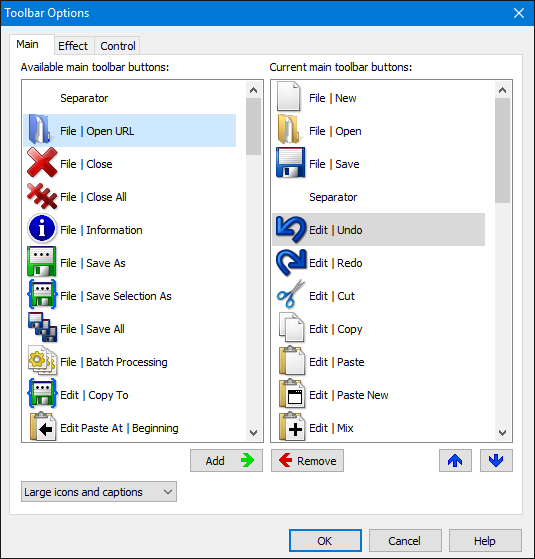 Toolbar Options
Main Effect Control
Available main toolbar buttons:
Separator
File | Open URL
File | Close
File | Close All
File | Information
File | Save As
File | Save Selection As
File | Save All
File | Batch Processing
Edit | Copy To
Edit Paste At | Beginning
Add
Current main toolbar buttons:
File | New
File | Open
File | Save
Separator
Edit | Undo
Edit | Redo
Edit | Cut
Edit | Copy
Edit | Paste
Edit | Paste New
Edit | Mix
Remove
Large icons and captions
OK Cancel Help